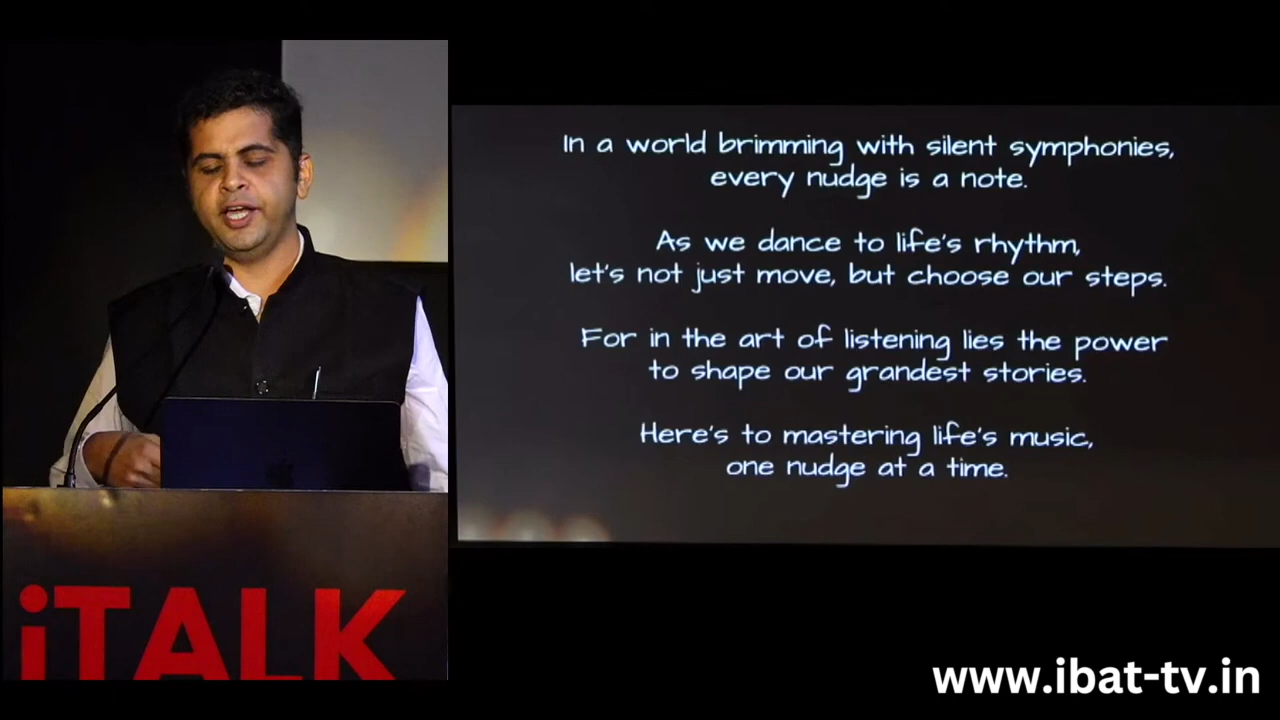 In a world brimming with silent symphonies,
every nudge is a note.
As we dance to life's rhythm,
let's not just move, but choose our steps.
For in the art of listening lies the power
to shape our grandest stories.
Here's to mastering life's music,
one nudge at a time.
iTALK
www.ibat-tv.in